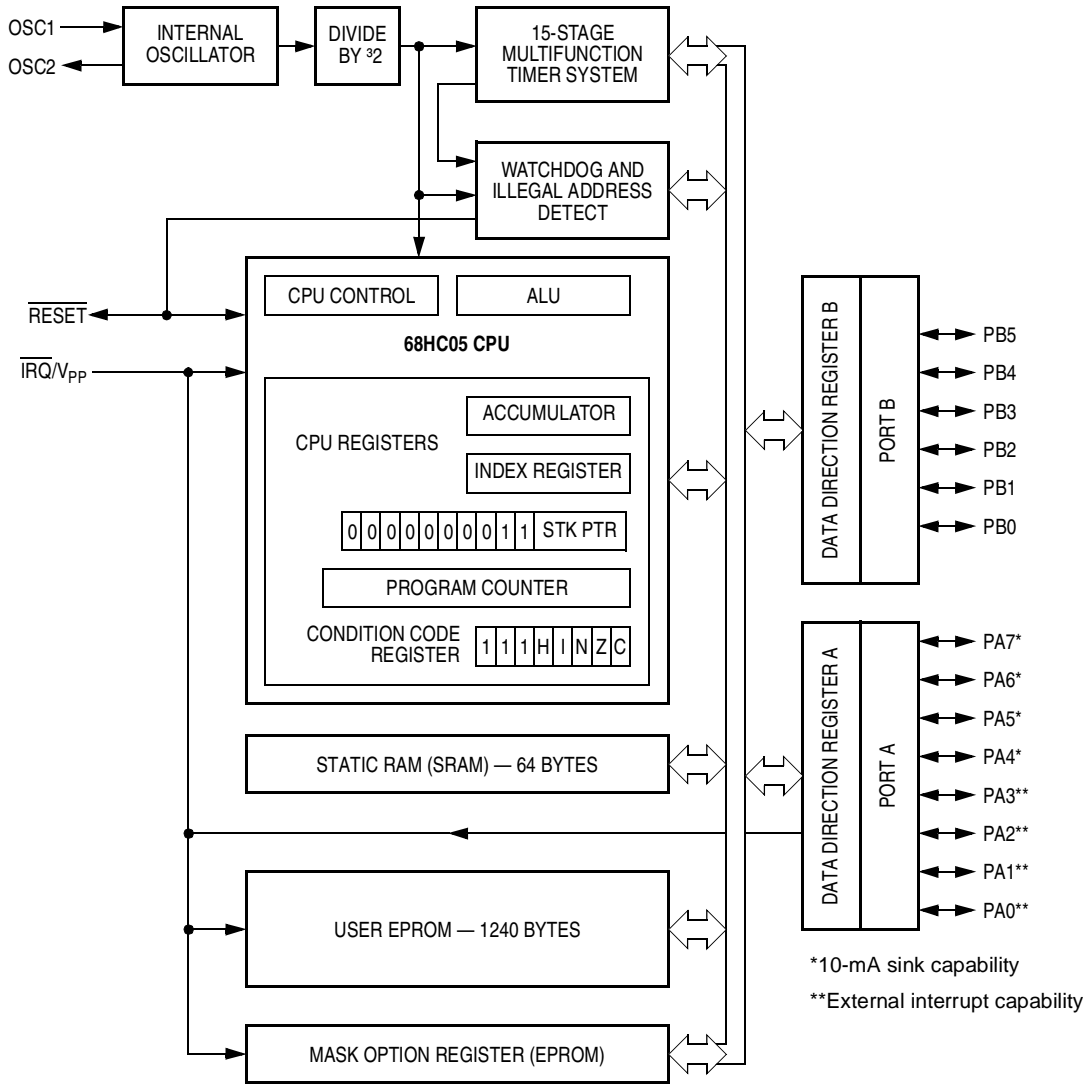 OSC1
OSC2
INTERNAL
OSCILLATOR
DIVIDE
BY ³2
15-STAGE
MULTIFUNCTION
TIMER SYSTEM
WATCHDOG AND
ILLEGAL ADDRESS
DETECT
RESET
IRQ/VPP
CPU CONTROL
ALU
68HC05 CPU
CPU REGISTERS
ACCUMULATOR
INDEX REGISTER
0 0 0 0 0 0 0 0 1 1 STK PTR
PROGRAM COUNTER
CONDITION CODE
REGISTER
1 1 1 H I N Z C
STATIC RAM (SRAM) — 64 BYTES
USER EPROM — 1240 BYTES
MASK OPTION REGISTER (EPROM)
DATA DIRECTION REGISTER B
PORT B
PB5
PB4
PB3
PB2
PB1
PB0
DATA DIRECTION REGISTER A
PORT A
PA7*
PA6*
PA5*
PA4*
PA3**
PA2**
PA1**
PA0**
*10-mA sink capability
**External interrupt capability